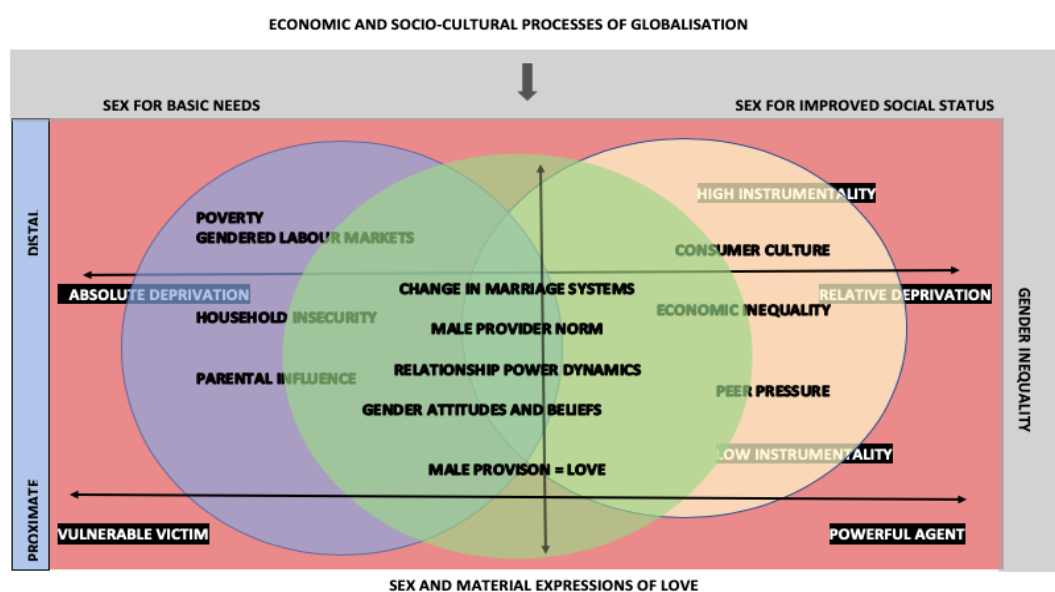 ECONOMIC AND SOCIO-CULTURAL PROCESSES OF GLOBALISATION
SEX FOR BASIC NEEDS
SEX FOR IMPROVED SOCIAL STATUS
DISTAL
HIGH INSTRUMENTALITY
POVERTY
GENDERED LABOUR MARKETS
CONSUMER CULTURE
ABSOLUTE DEPRIVATION
CHANGE IN MARRIAGE SYSTEMS
RELATIVE DEPRIVATION
HOUSEHOLD INSECURITY
ECONOMIC INEQUALITY
MALE PROVIDER NORM
GENDER INEQUALITY
RELATIONSHIP POWER DYNAMICS
PARENTAL INFLUENCE
PEER PRESSURE
GENDER ATTITUDES AND BELIEFS
LOW INSTRUMENTALITY
MALE PROVISON = LOVE
PROXIMATE
VULNERABLE VICTIM
POWERFUL AGENT
SEX AND MATERIAL EXPRESSIONS OF LOVE